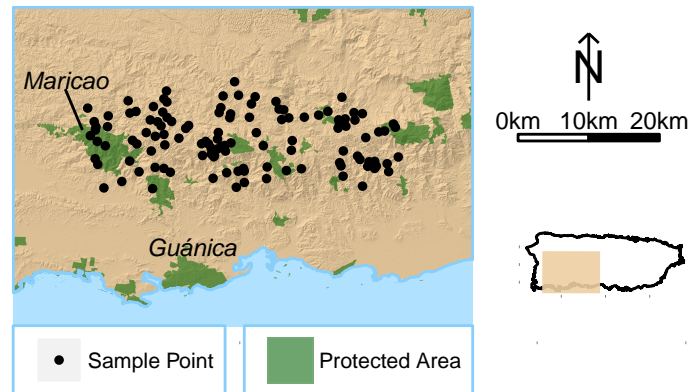 Maricao
Guánica
N
0km 10km 20km
Sample Point
Protected Area